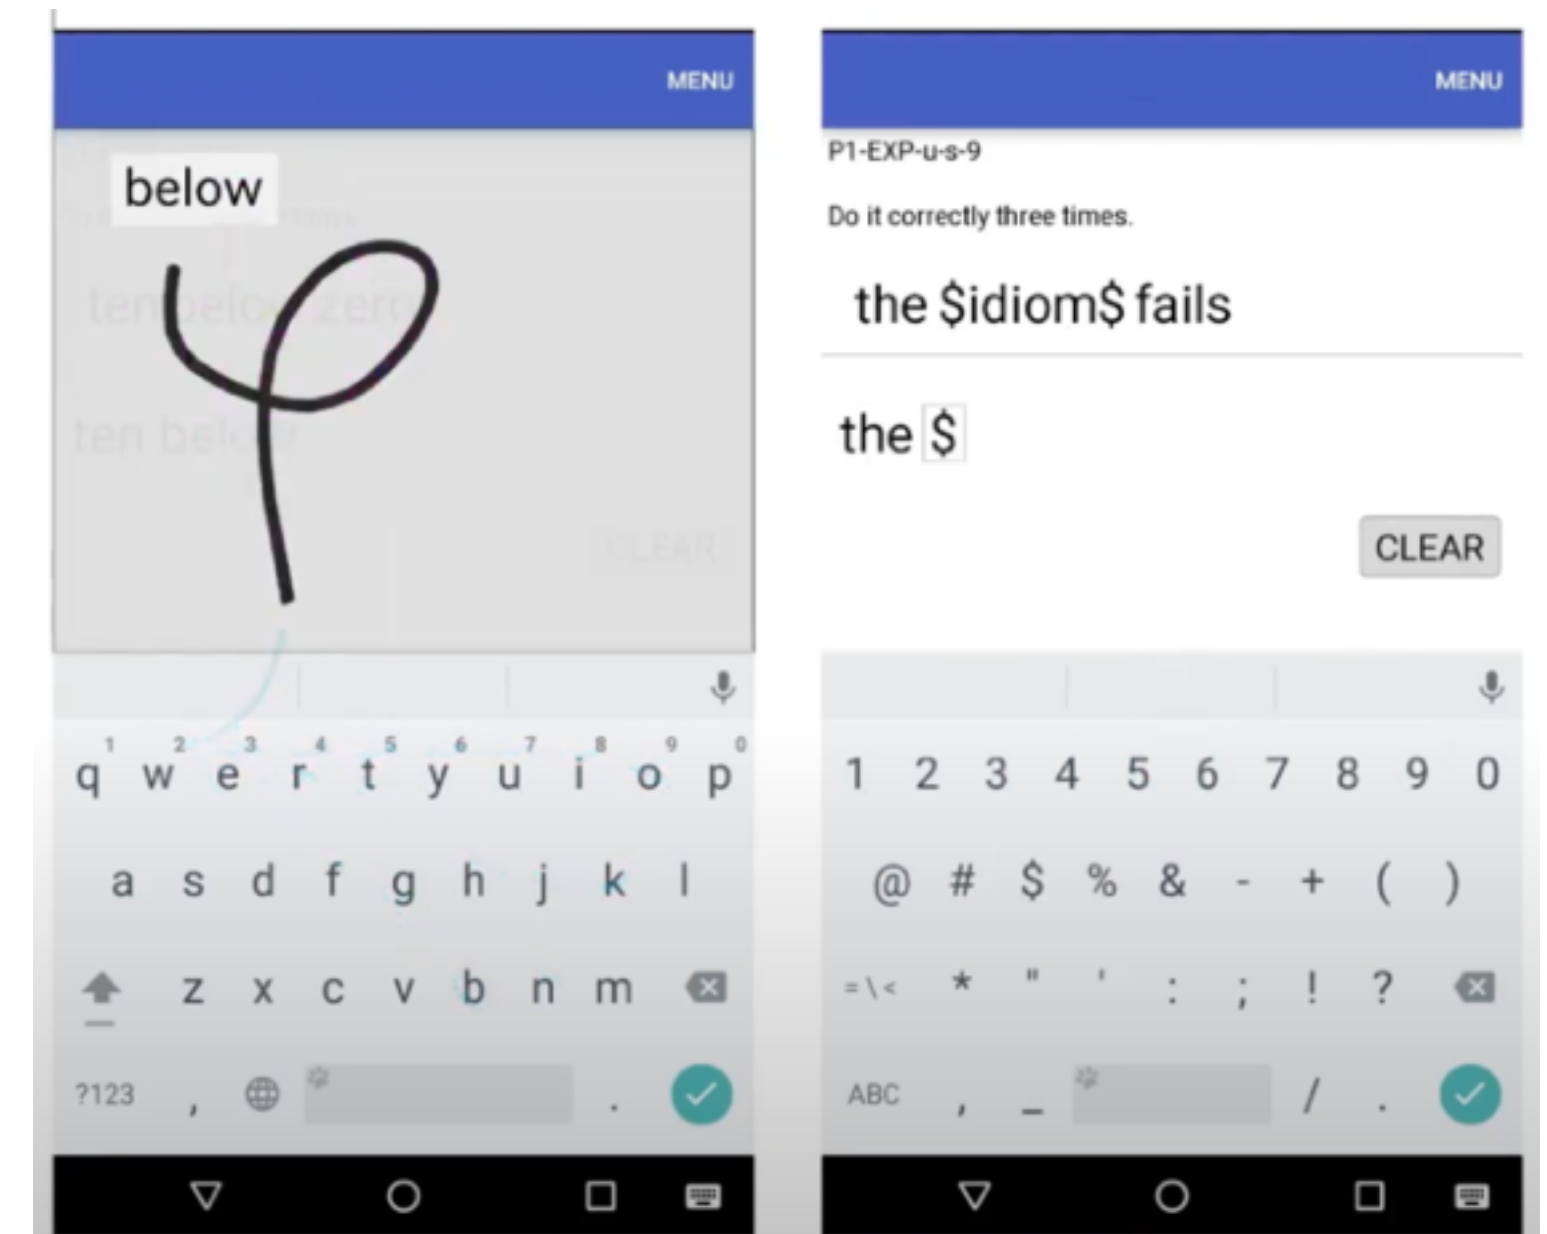 MENU
below
ten below zero
ten below
CLEAR
1 2 3 4 5 6 7 8 9 0
q w e r t y u i o p
a s d f g h j k l
z x c v b n m
?123 , .
MENU
P1-EXP-u-s-9
Do it correctly three times.
the $idiom$ fails
the $
CLEAR
1 2 3 4 5 6 7 8 9 0
@ # $ % & - + ( )
= \ < * " ' : ; ! ?
ABC , _ / .